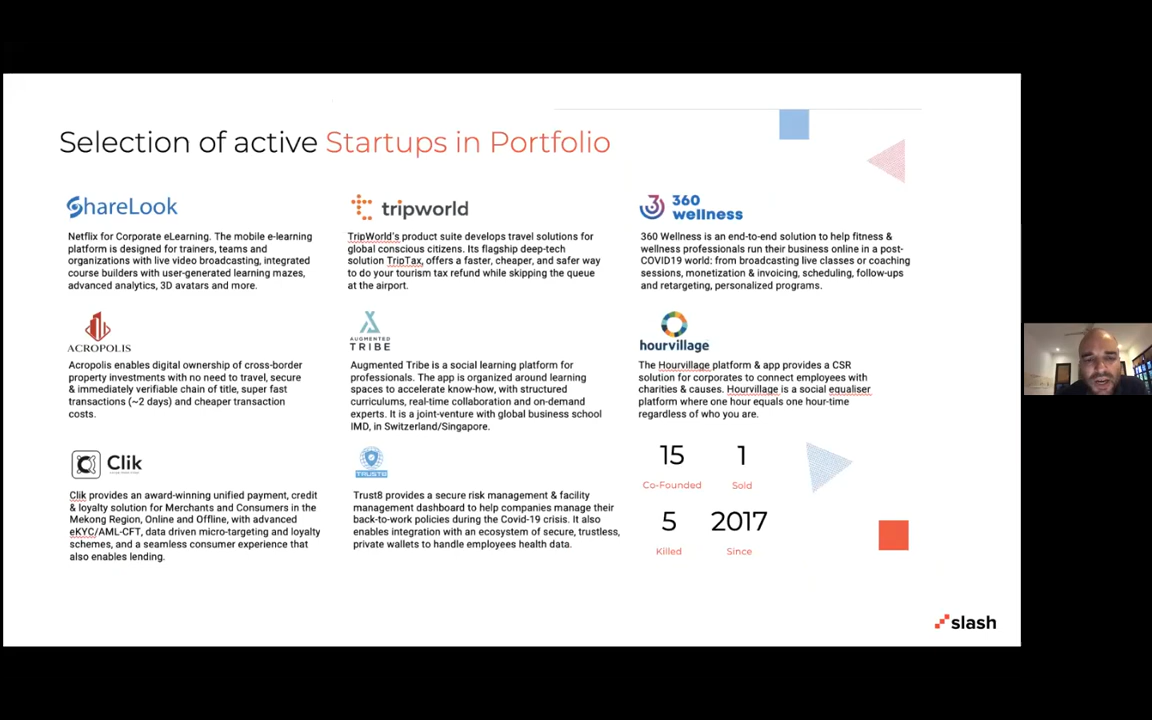 Selection of active Startups in Portfolio
ShareLook
Netflix for Corporate eLearning. The mobile e-learning
platform is designed for trainers, teams and
organizations with live video broadcasting, integrated
course builders with user-generated learning mazes,
advanced analytics, 3D avatars and more.
tripworld
TripWorld's product suite develops travel solutions for
global conscious citizens. Its flagship deep-tech
solution TripTax, offers a faster, cheaper, and safer way
to do your tourism tax refund while skipping the queue
at the airport.
360
wellness
360 Wellness is an end-to-end solution to help fitness &
wellness professionals run their business online in a post-
COVID19 world: from broadcasting live classes or coaching
sessions, monetization & invoicing, scheduling, follow-ups
and retargeting, personalized programs.
ACROPOLIS
Acropolis enables digital ownership of cross-border
property investments with no need to travel, secure
& immediately verifiable chain of title, super fast
transactions (~2 days) and cheaper transaction
costs.
AUGMENTED
TRIBE
Augmented Tribe is a social learning platform for
professionals. The app is organized around learning
spaces to accelerate know-how, with structured
curriculums, real-time collaboration and on-demand
experts. It is a joint-venture with global business school
IMD, in Switzerland/Singapore.
hourvillage
The Hourvillage platform & app provides a CSR
solution for corporates to connect employees with
charities & causes. Hourvillage is a social equaliser
platform where one hour equals one hour-time
regardless of who you are.
Clik
Clik provides an award-winning unified payment, credit
& loyalty solution for Merchants and Consumers in the
Mekong Region, Online and Offline, with advanced
eKYC/AML-CFT, data driven micro-targeting and loyalty
schemes, and a seamless consumer experience that
also enables lending.
TRUST8
Trust8 provides a secure risk management & facility
management dashboard to help companies manage their
back-to-work policies during the Covid-19 crisis. It also
enables integration with an ecosystem of secure, trustless,
private wallets to handle employees health data.
15 1
Co-Founded Sold
5 2017
Killed Since
slash